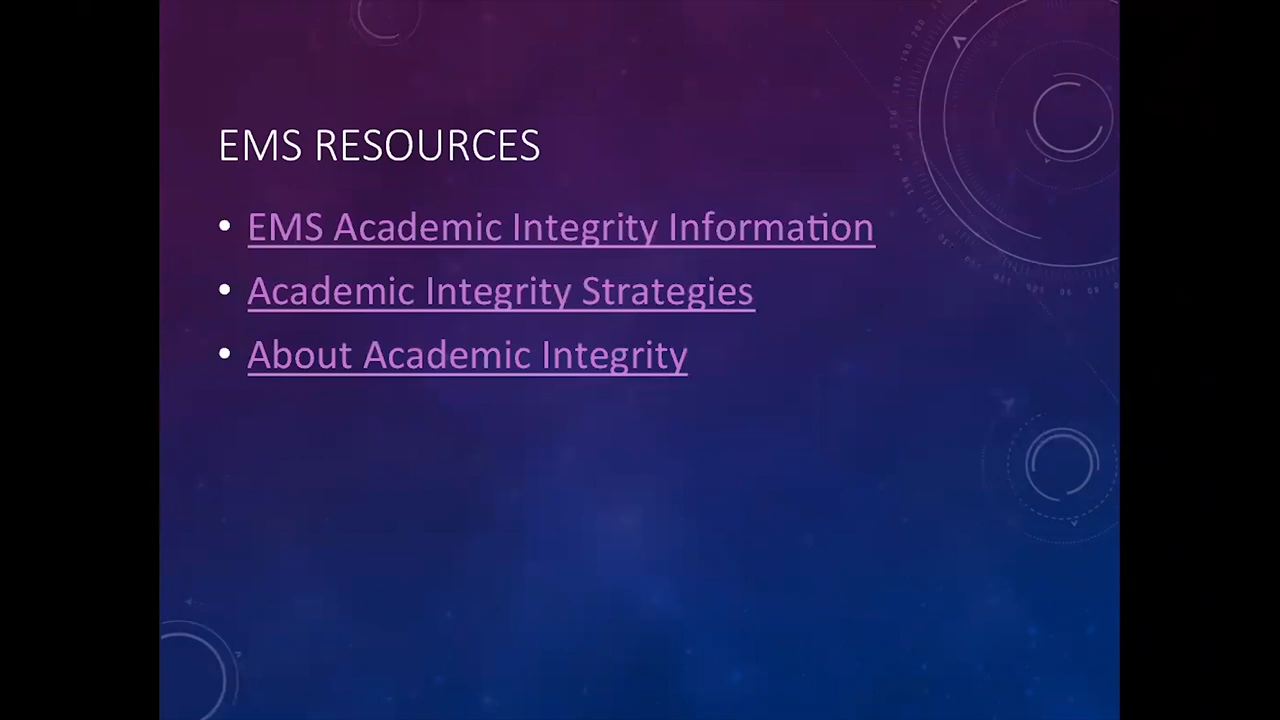 EMS RESOURCES
• EMS Academic Integrity Information
• Academic Integrity Strategies
• About Academic Integrity